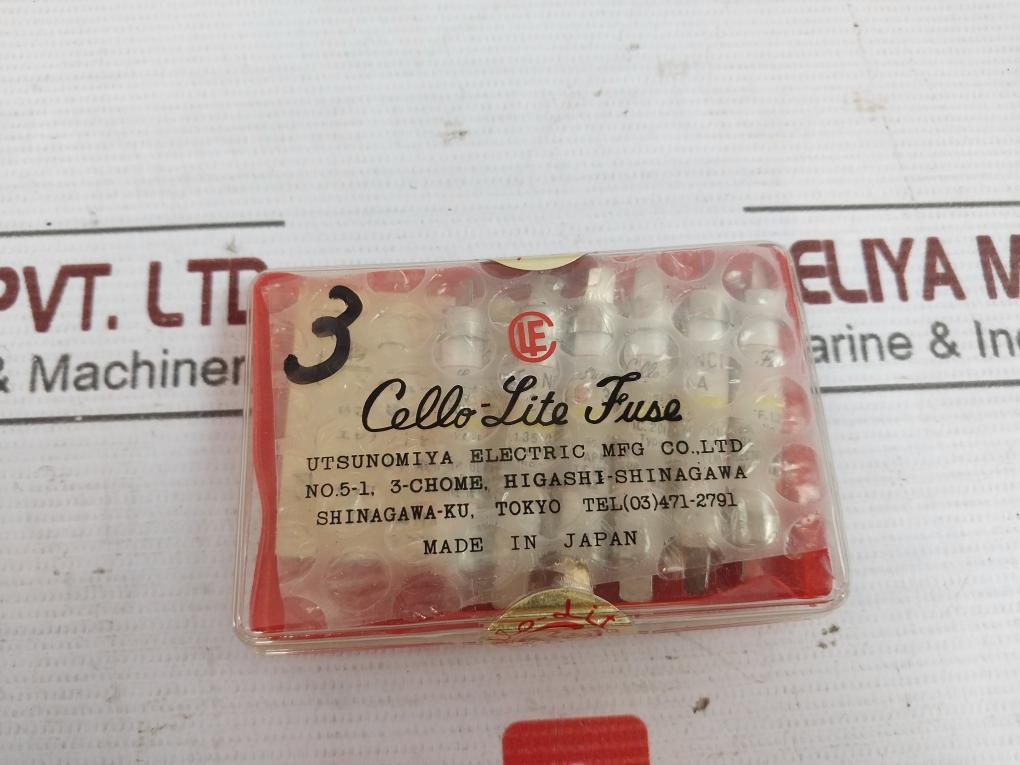 PVT. LTD
ELIYA M
& Machiner
arine & In
3
CLE
Cello-Lite Fuse
UTSUNOMIYA ELECTRIC MFG CO.,LTD
NO.5-1, 3-CHOME, HIGASHI-SHINAGAWA
SHINAGAWA-KU, TOKYO TEL(03)471-2791
MADE IN JAPAN